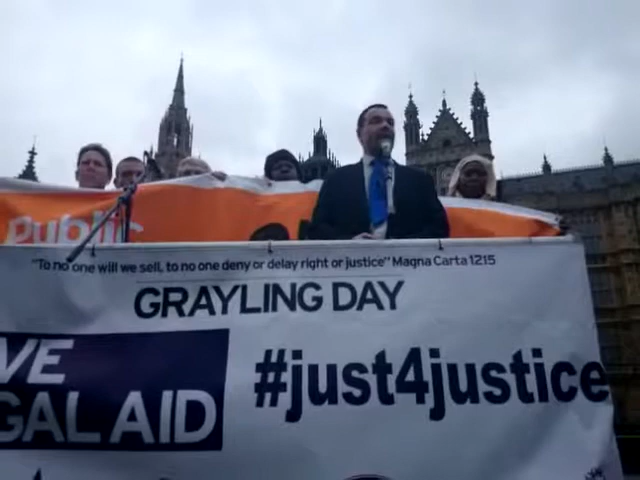 Public
"To no one will we sell, to no one deny or delay right or justice" Magna Carta 1215
GRAYLING DAY
VE
GAL AID
#just4justice